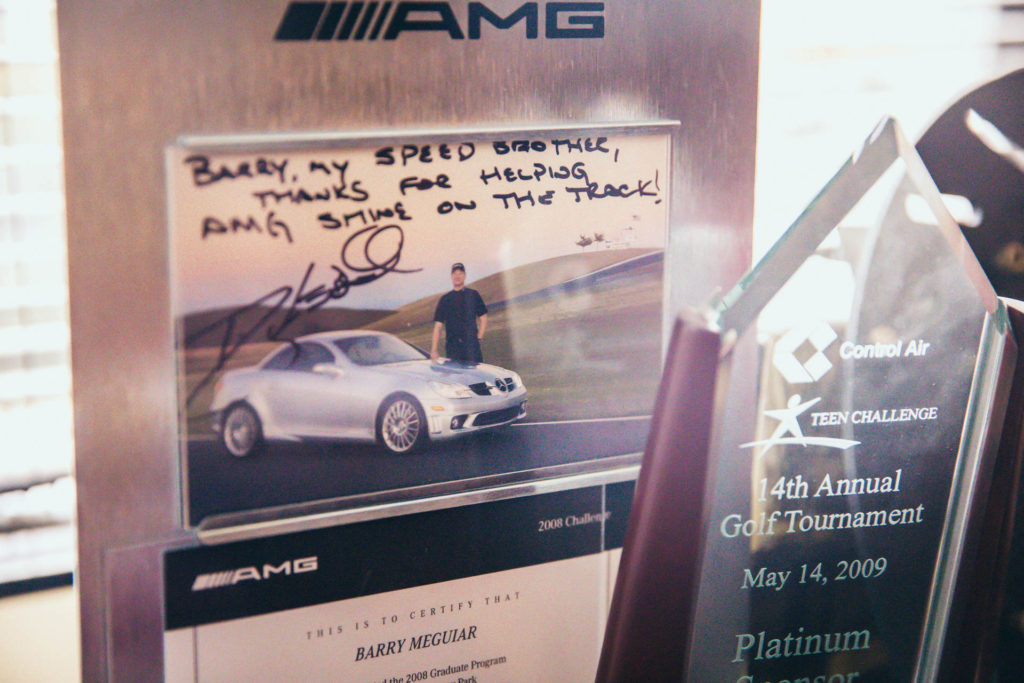 AMG
BARRY, MY SPEED BROTHER,
THANKS FOR HELPING
AMG SHINE ON THE TRACK!
2008 Challenge
AMG
THIS IS TO CERTIFY THAT
BARRY MEGUIAR
the 2008 Graduate Program
Park
Control Air
TEEN CHALLENGE
14th Annual
Golf Tournament
May 14, 2009
Platinum
Sponsor